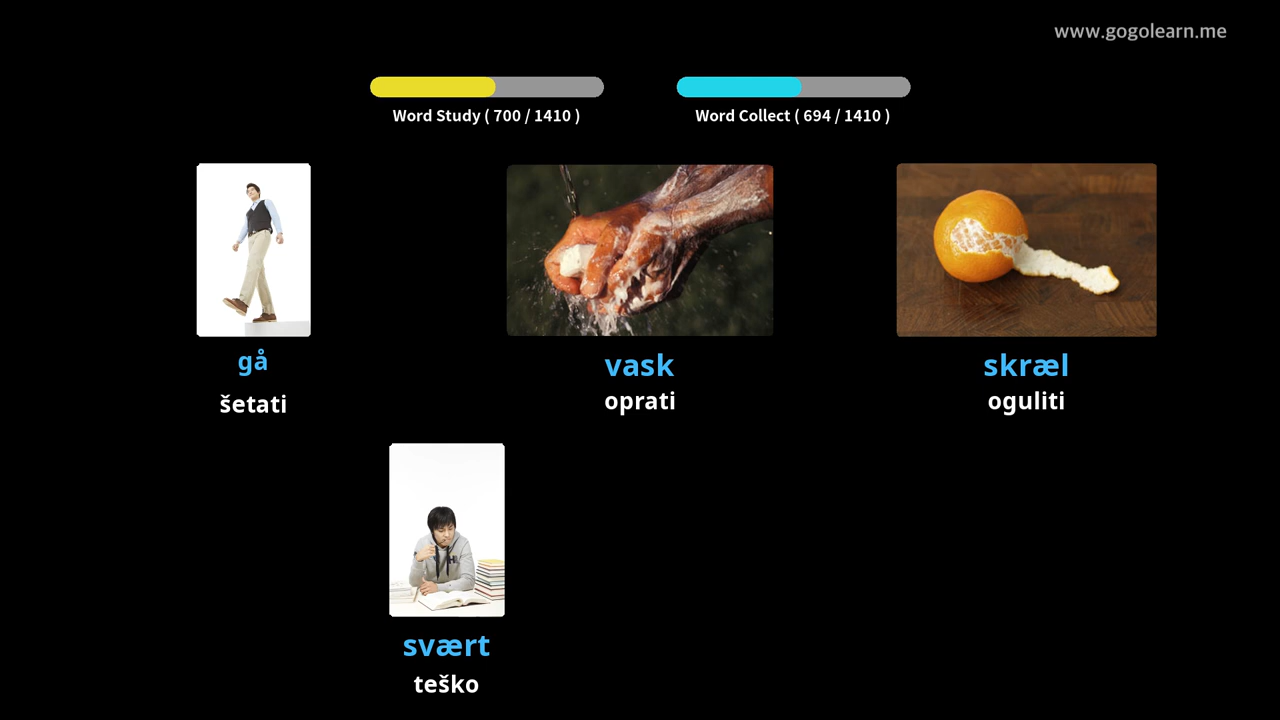 www.gogolearn.me
Word Study ( 700 / 1410 )
Word Collect ( 694 / 1410 )
gå
šetati
vask
oprati
skræl
oguliti
svært
teško